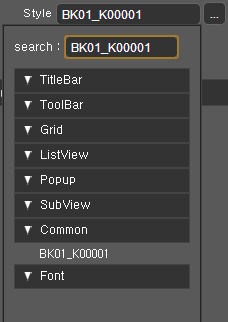 Style BK01_K00001 ...
search : BK01_K00001
▼ TitleBar
▼ ToolBar
▼ Grid
▼ ListView
▼ Popup
▼ SubView
▼ Common
BK01_K00001
▼ Font